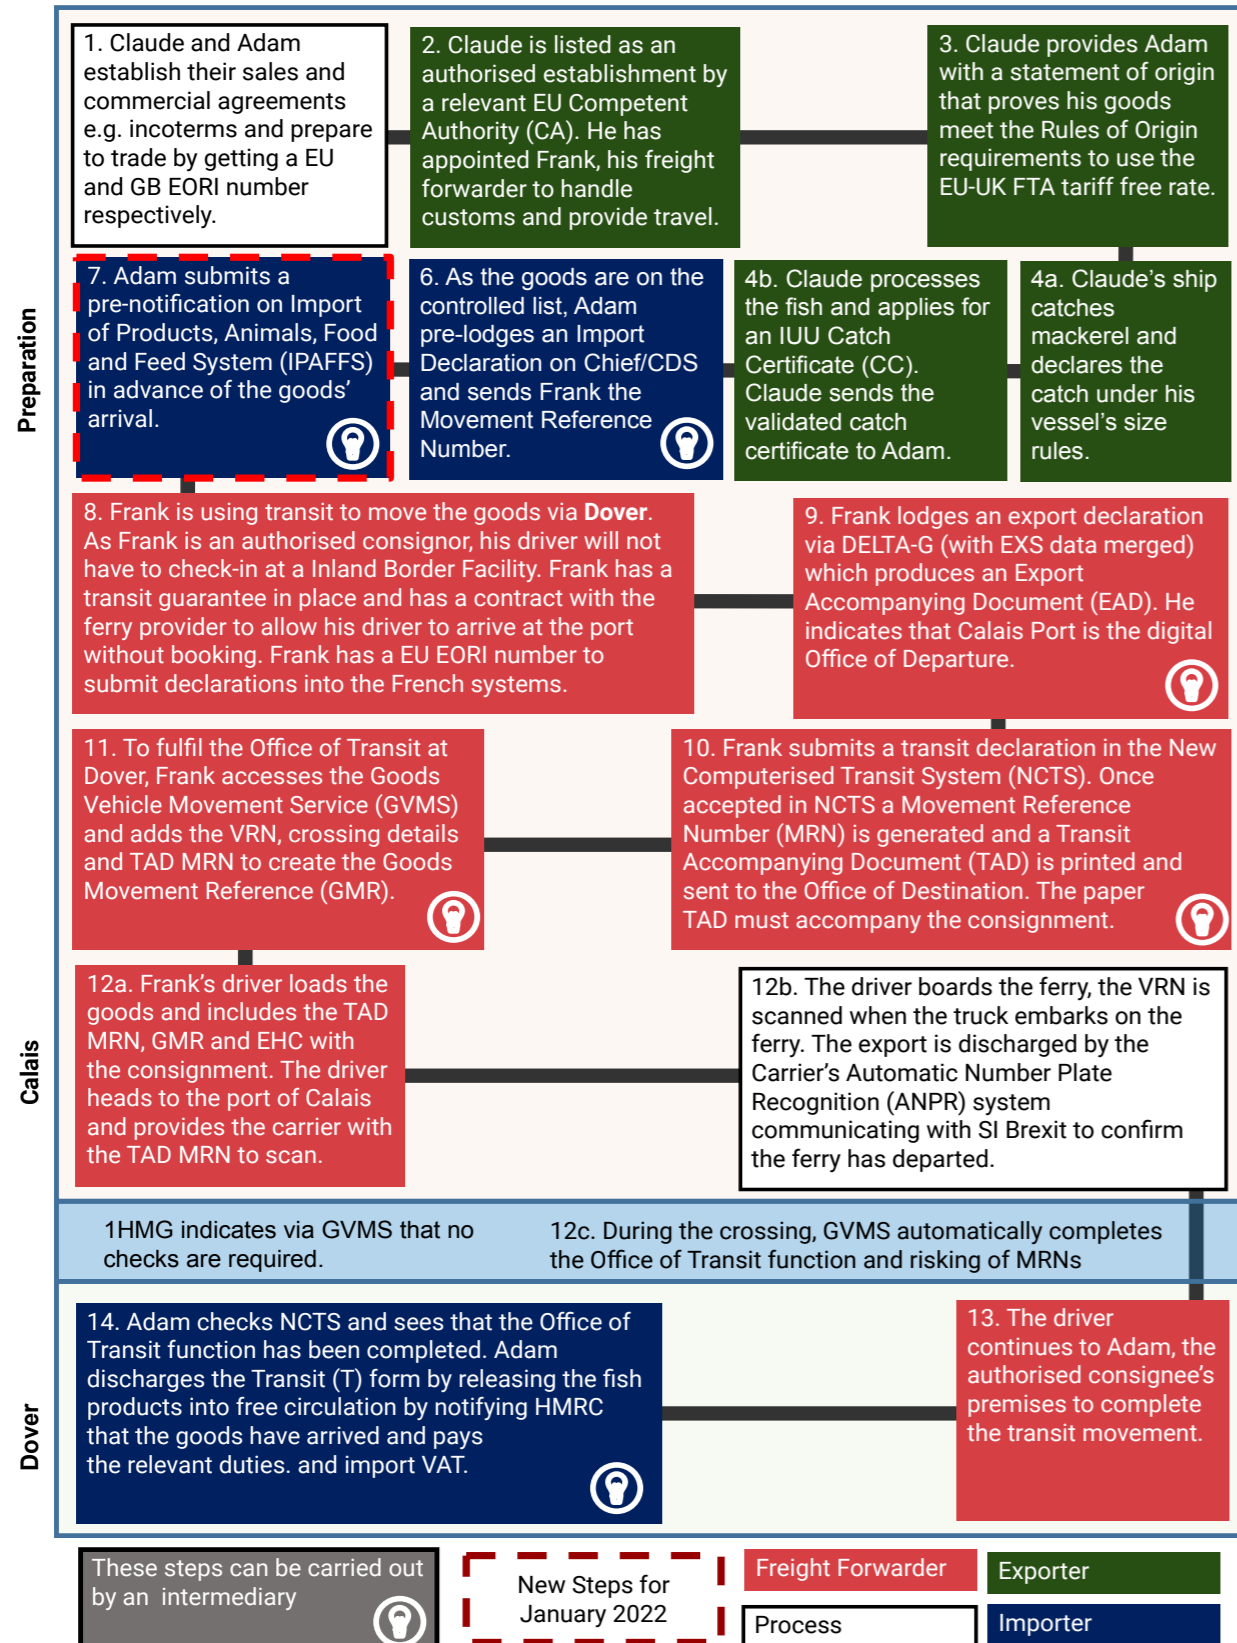 Preparation
1. Claude and Adam
establish their sales and
commercial agreements
e.g. incoterms and prepare
to trade by getting a EU
and GB EORI number
respectively.
2. Claude is listed as an
authorised establishment by
a relevant EU Competent
Authority (CA). He has
appointed Frank, his freight
forwarder to handle
customs and provide travel.
3. Claude provides Adam
with a statement of origin
that proves his goods
meet the Rules of Origin
requirements to use the
EU-UK FTA tariff free rate.
4a. Claude's ship
catches
mackerel and
declares the
catch under his
vessel's size
rules.
4b. Claude processes
the fish and applies for
an IUU Catch
Certificate (CC).
Claude sends the
validated catch
certificate to Adam.
6. As the goods are on the
controlled list, Adam
pre-lodges an Import
Declaration on Chief/CDS
and sends Frank the
Movement Reference
Number.
7. Adam submits a
pre-notification on Import
of Products, Animals, Food
and Feed System (IPAFFS)
in advance of the goods'
arrival.
8. Frank is using transit to move the goods via Dover.
As Frank is an authorised consignor, his driver will not
have to check-in at a Inland Border Facility. Frank has a
transit guarantee in place and has a contract with the
ferry provider to allow his driver to arrive at the port
without booking. Frank has a EU EORI number to
submit declarations into the French systems.
9. Frank lodges an export declaration
via DELTA-G (with EXS data merged)
which produces an Export
Accompanying Document (EAD). He
indicates that Calais Port is the digital
Office of Departure.
10. Frank submits a transit declaration in the New
Computerised Transit System (NCTS). Once
accepted in NCTS a Movement Reference
Number (MRN) is generated and a Transit
Accompanying Document (TAD) is printed and
sent to the Office of Destination. The paper
TAD must accompany the consignment.
11. To fulfil the Office of Transit at
Dover, Frank accesses the Goods
Vehicle Movement Service (GVMS)
and adds the VRN, crossing details
and TAD MRN to create the Goods
Movement Reference (GMR).
Calais
12a. Frank's driver loads the
goods and includes the TAD
MRN, GMR and EHC with
the consignment. The driver
heads to the port of Calais
and provides the carrier with
the TAD MRN to scan.
12b. The driver boards the ferry, the VRN is
scanned when the truck embarks on the
ferry. The export is discharged by the
Carrier's Automatic Number Plate
Recognition (ANPR) system
communicating with SI Brexit to confirm
the ferry has departed.
1HMG indicates via GVMS that no
checks are required.
12c. During the crossing, GVMS automatically completes
the Office of Transit function and risking of MRNs
Dover
13. The driver
continues to Adam, the
authorised consignee's
premises to complete
the transit movement.
14. Adam checks NCTS and sees that the Office of
Transit function has been completed. Adam
discharges the Transit (T) form by releasing the fish
products into free circulation by notifying HMRC
that the goods have arrived and pays
the relevant duties. and import VAT.
These steps can be carried out
by an intermediary
New Steps for
January 2022
Freight Forwarder
Exporter
Process
Importer